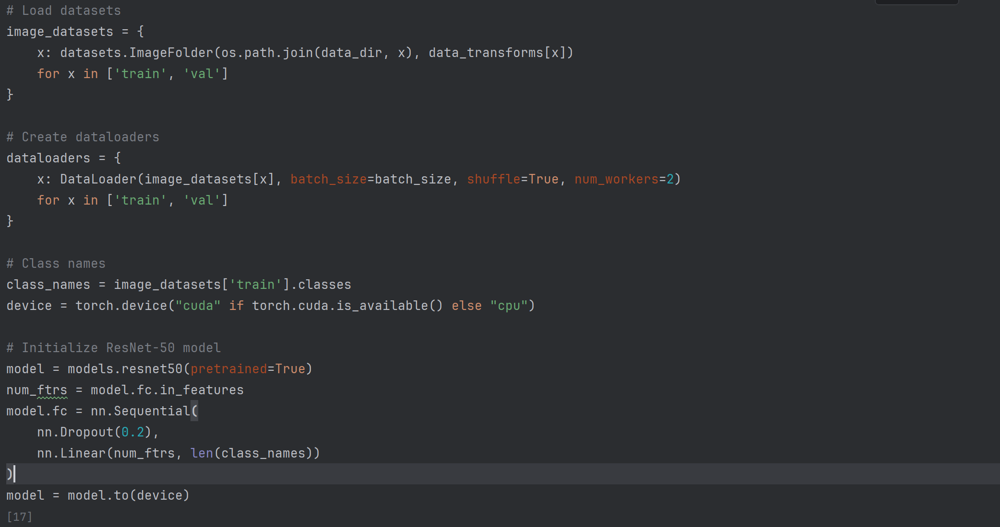 # Load datasets
image_datasets = {
    x: datasets.ImageFolder(os.path.join(data_dir, x), data_transforms[x])
    for x in ['train', 'val']
}

# Create dataloaders
dataloaders = {
    x: DataLoader(image_datasets[x], batch_size=batch_size, shuffle=True, num_workers=2)
    for x in ['train', 'val']
}

# Class names
class_names = image_datasets['train'].classes
device = torch.device("cuda" if torch.cuda.is_available() else "cpu")

# Initialize ResNet-50 model
model = models.resnet50(pretrained=True)
num_ftrs = model.fc.in_features
model.fc = nn.Sequential(
    nn.Dropout(0.2),
    nn.Linear(num_ftrs, len(class_names))
)
model = model.to(device)
[17]